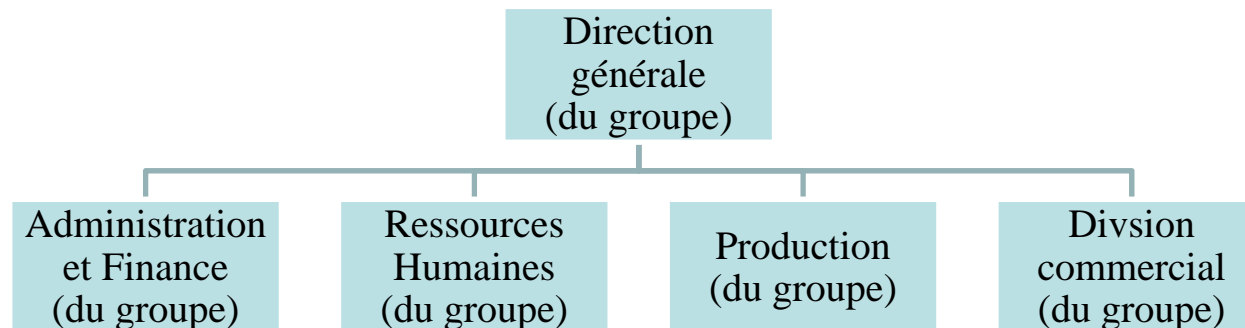 Direction
générale
(du groupe)
Administration
et Finance
(du groupe)
Ressources
Humaines
(du groupe)
Production
(du groupe)
Divsion
commercial
(du groupe)